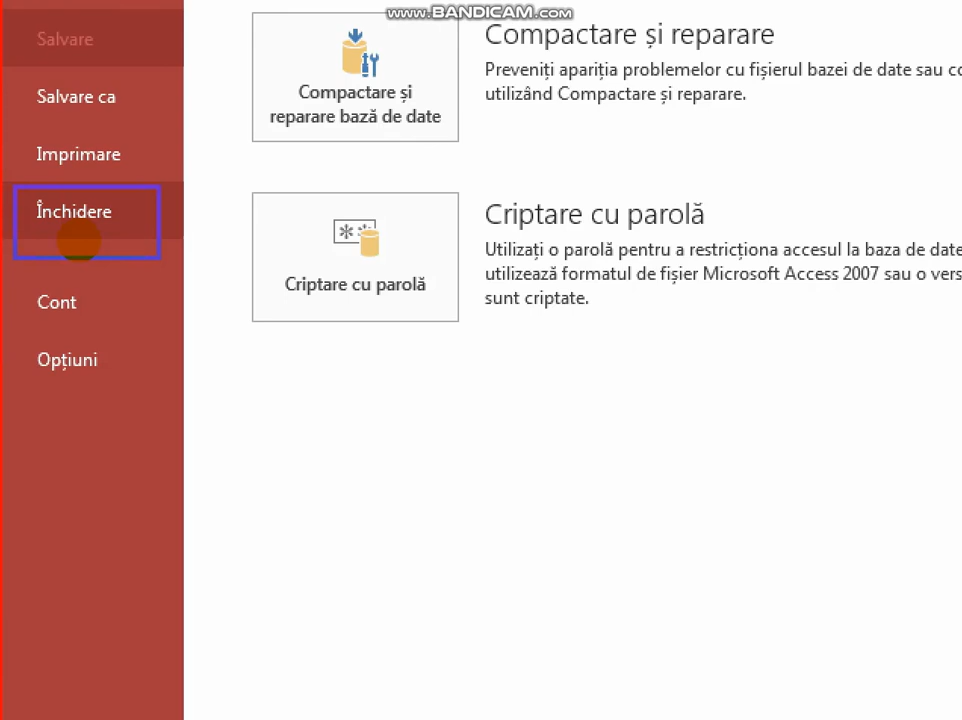 www.BANDICAM.com
Salvare
Salvare ca
Imprimare
Închidere
Cont
Opțiuni
Compactare și
reparare bază de date
Compactare și reparare
Preveniți apariția problemelor cu fișierul bazei de date sau
utilizând Compactare și reparare.
**
Criptare cu parolă
Criptare cu parolă
Utilizați o parolă pentru a restricționa accesul la baza de date
utilizează formatul de fișier Microsoft Access 2007 sau o
sunt criptate.